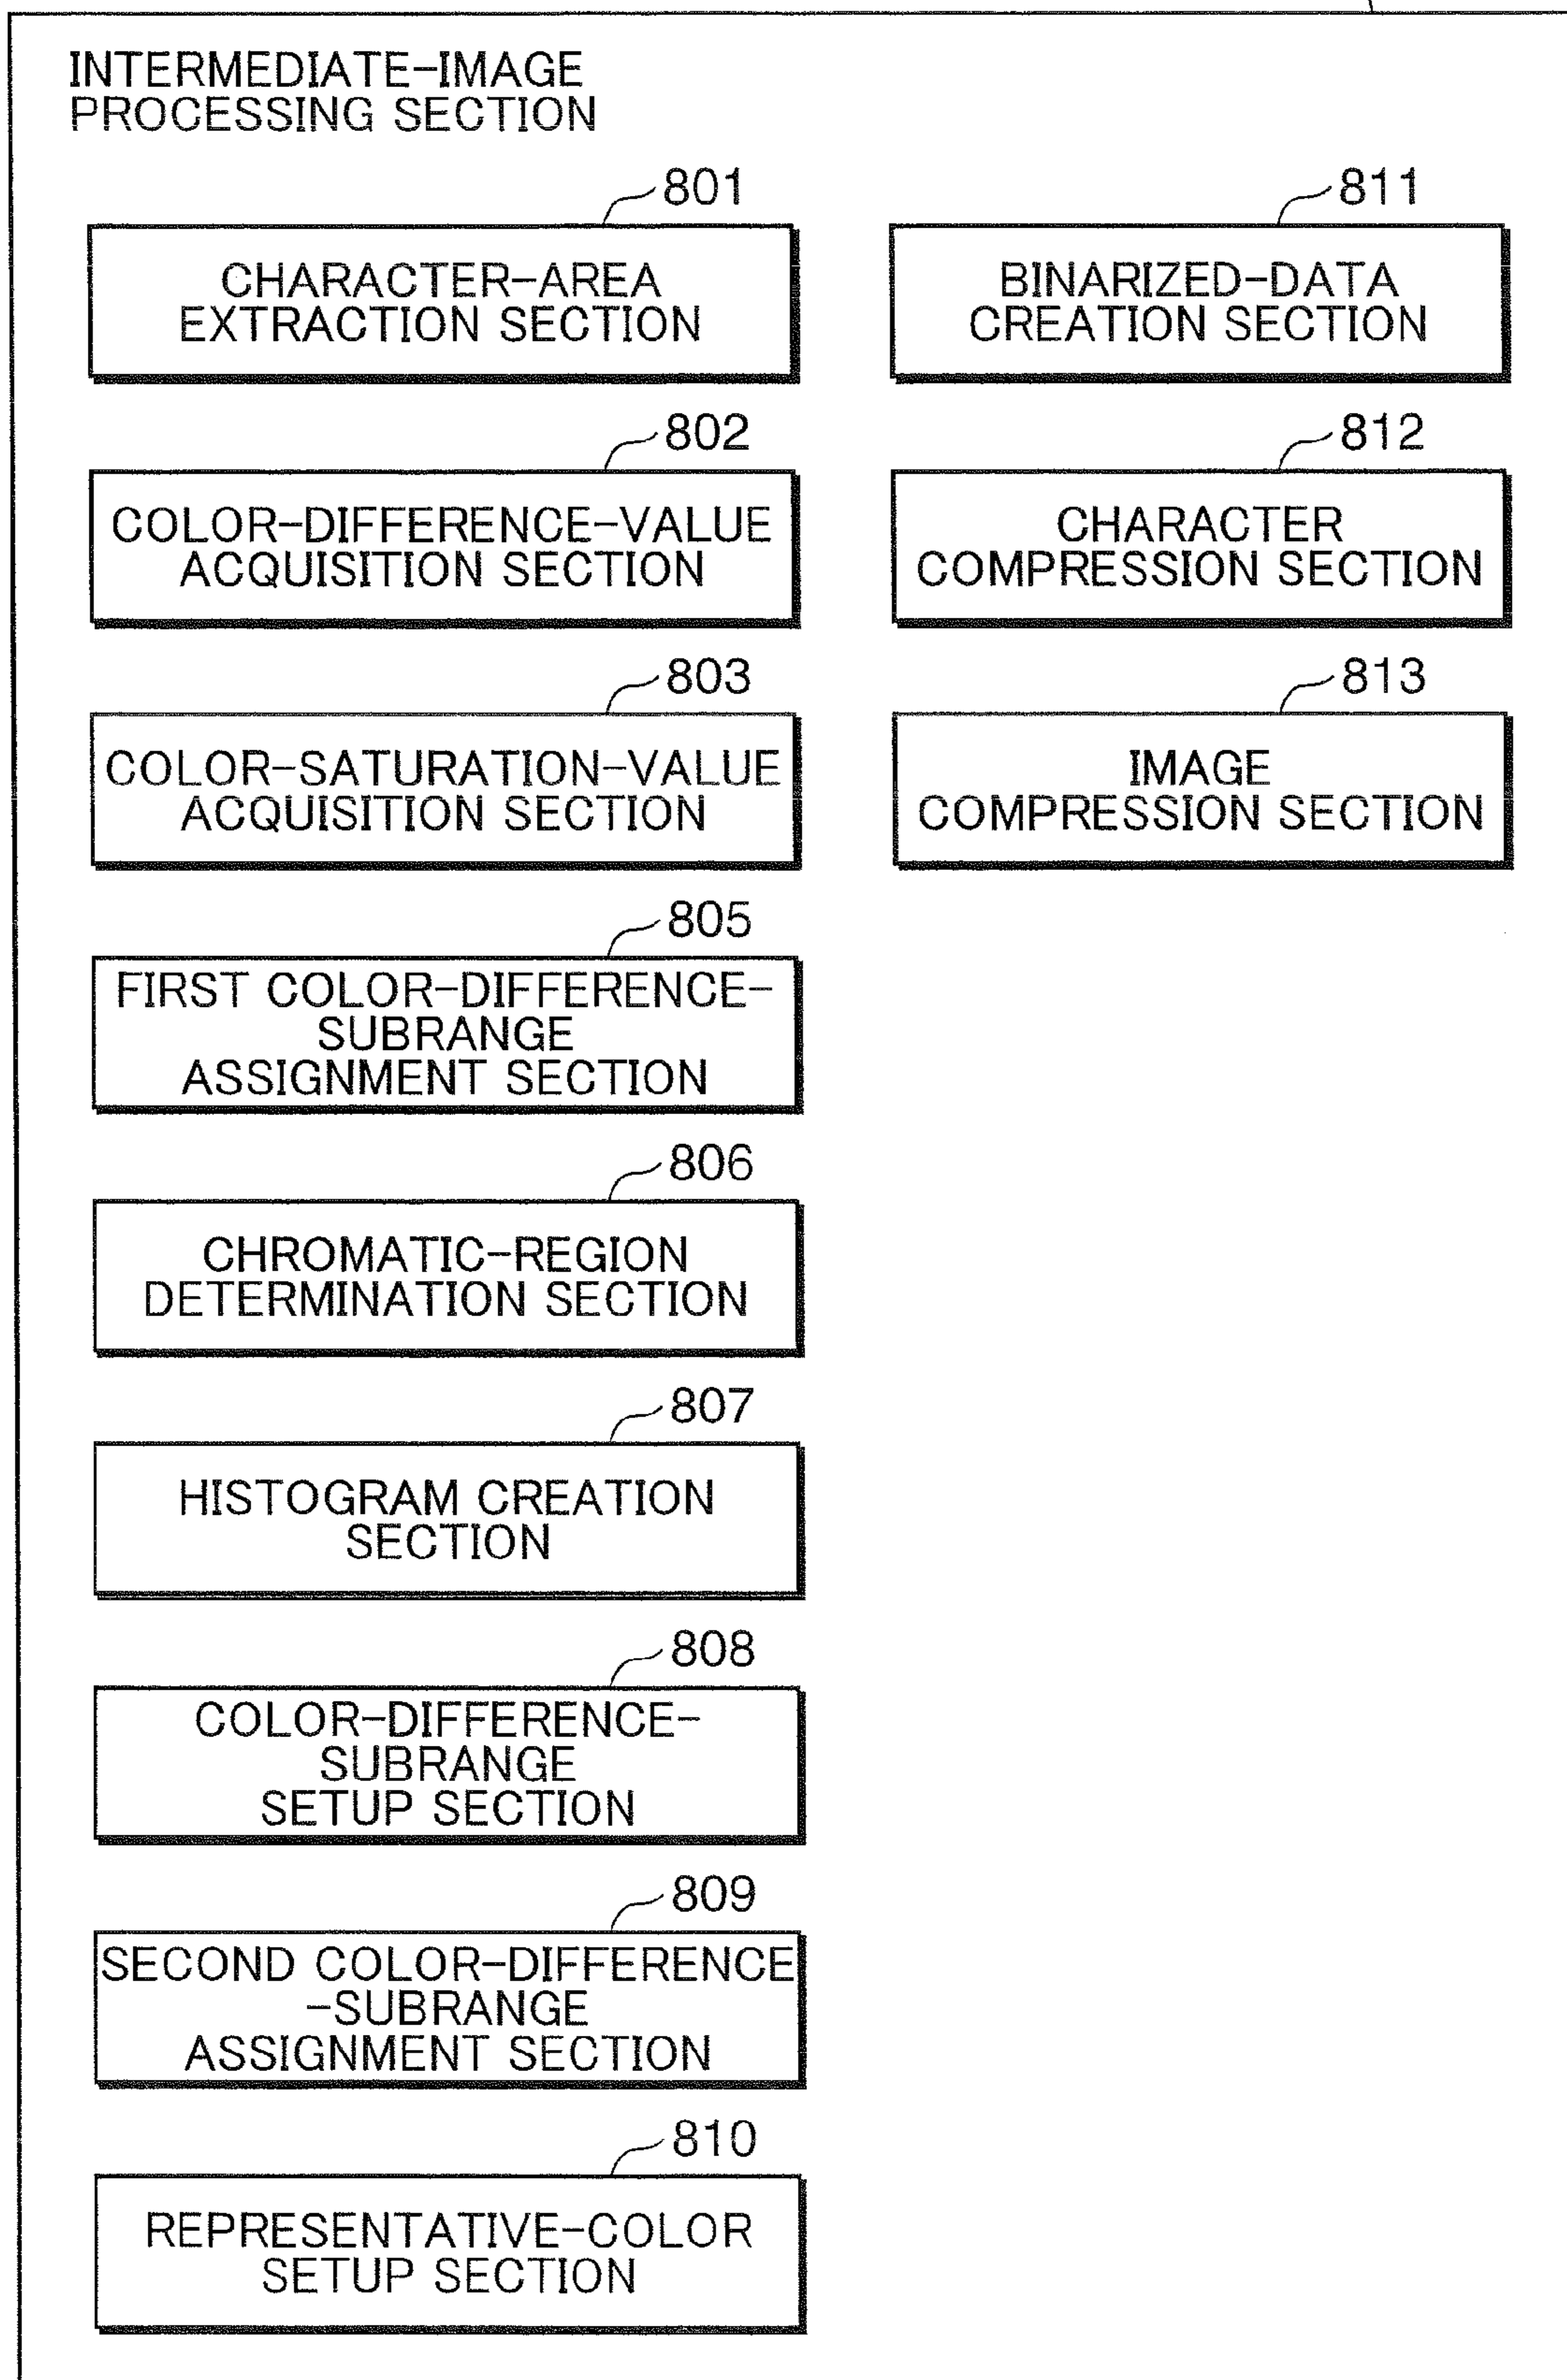 INTERMEDIATE-IMAGE
PROCESSING SECTION
801
CHARACTER-AREA
EXTRACTION SECTION
802
COLOR-DIFFERENCE-VALUE
ACQUISITION SECTION
803
COLOR-SATURATION-VALUE
ACQUISITION SECTION
805
FIRST COLOR-DIFFERENCE-
SUBRANGE
ASSIGNMENT SECTION
806
CHROMATIC-REGION
DETERMINATION SECTION
807
HISTOGRAM CREATION
SECTION
808
COLOR-DIFFERENCE-
SUBRANGE
SETUP SECTION
809
SECOND COLOR-DIFFERENCE
-SUBRANGE
ASSIGNMENT SECTION
810
REPRESENTATIVE-COLOR
SETUP SECTION
811
BINARIZED-DATA
CREATION SECTION
812
CHARACTER
COMPRESSION SECTION
813
IMAGE
COMPRESSION SECTION